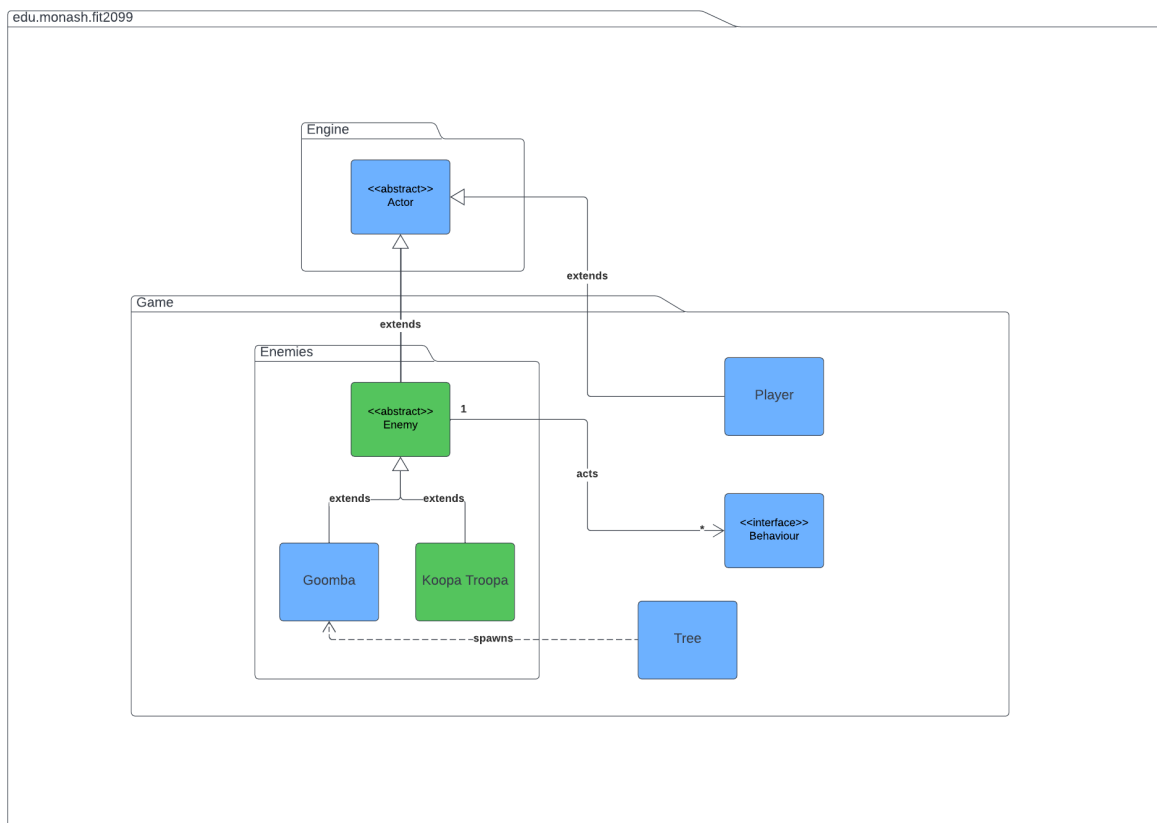 edu.monash.fit2099
Engine
<<abstract>>
Actor
extends
Game
extends
Enemies
<<abstract>>
Enemy
1
Player
acts
extends
extends
*
<<interface>>
Behaviour
Goomba
Koopa Troopa
spawns
Tree